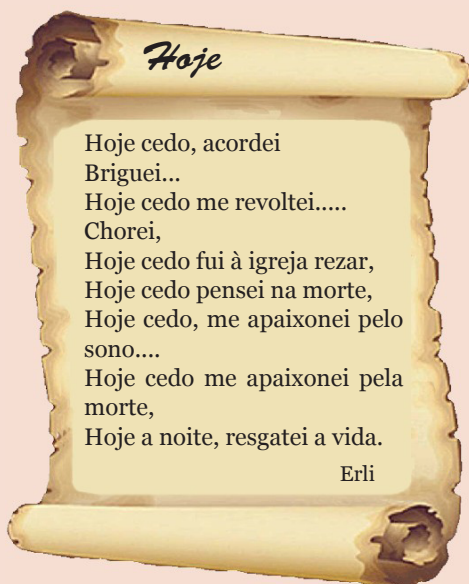 Hoje
Hoje cedo, acordei
Briguei...
Hoje cedo me revoltei.....
Chorei,
Hoje cedo fui à igreja rezar,
Hoje cedo pensei na morte,
Hoje cedo, me apaixonei pelo
sono....
Hoje cedo me apaixonei pela
morte,
Hoje a noite, resgatei a vida.
Erli